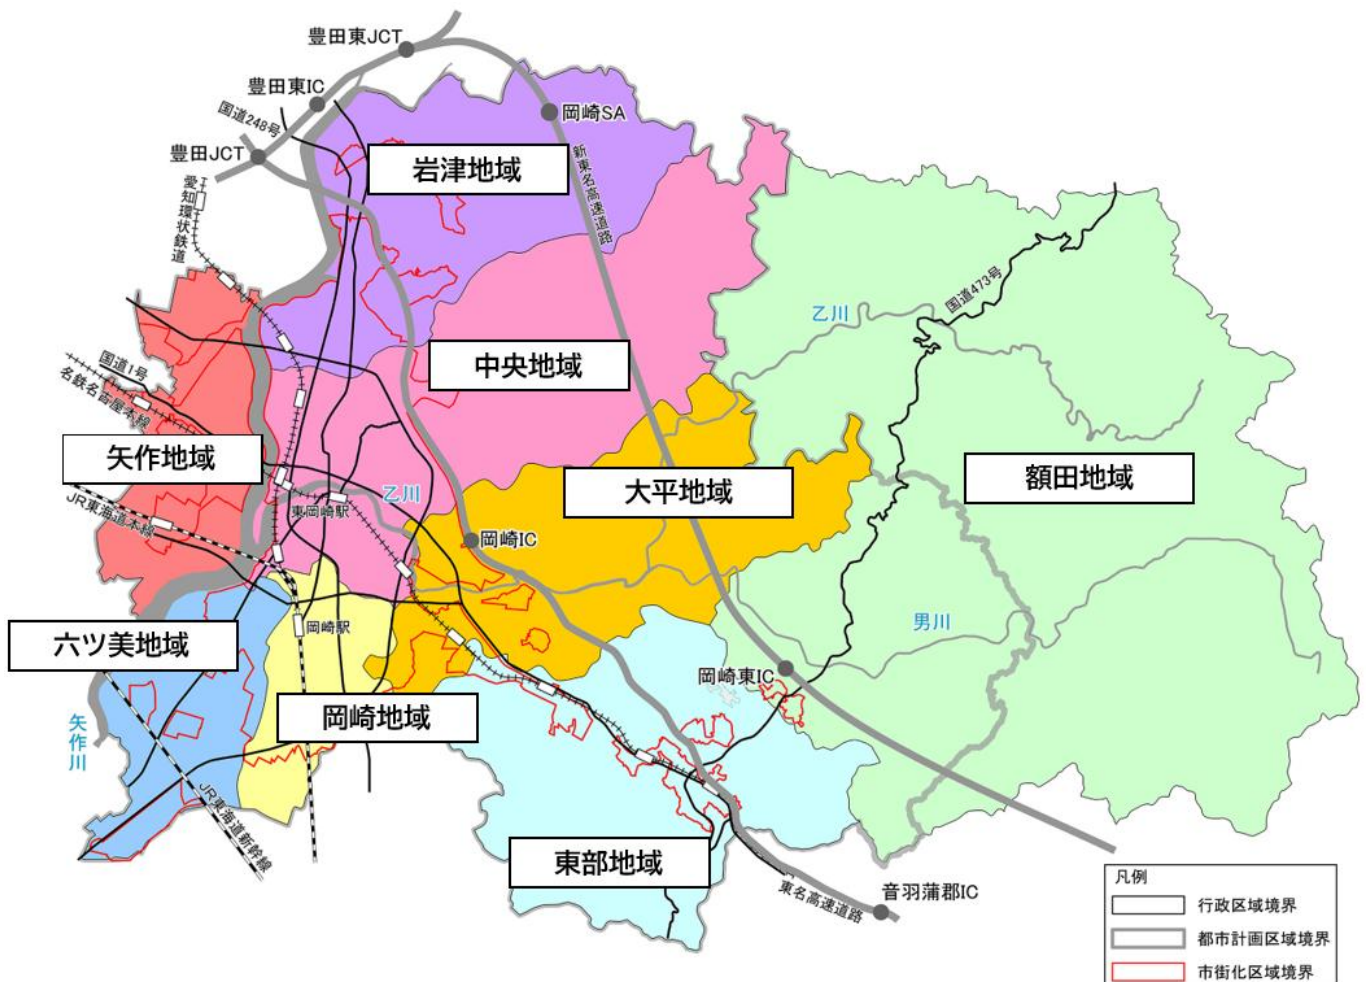 豊田東JCT
豊田東IC
国道248号
岡崎SA
豊田JCT
岩津地域
新東名高速道路
愛知環状鉄道
国道473号
乙川
中央地域
国道1号
名鉄名古屋本線
矢作地域
大平地域
額田地域
JR東海道本線
乙川
東岡崎駅
岡崎IC
男川
六ツ美地域
岡崎駅
岡崎東IC
岡崎地域
矢作川
JR東海道新幹線
東部地域
東名高速道路
音羽蒲郡IC
凡例
行政区域境界
都市計画区域境界
市街化区域境界